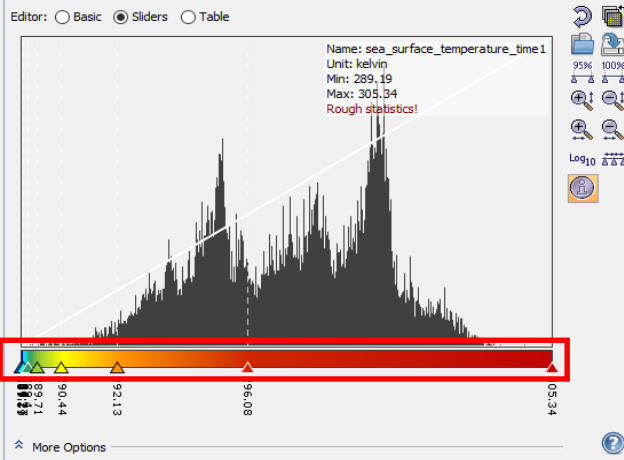 Editor: Basic Sliders Table
Name: sea_surface_temperature_time1
Unit: kelvin
Min: 289.19
Max: 305.34
Rough statistics!
95% 100%
Log10
89.71
90.44
92.13
96.08
05.34
More Options